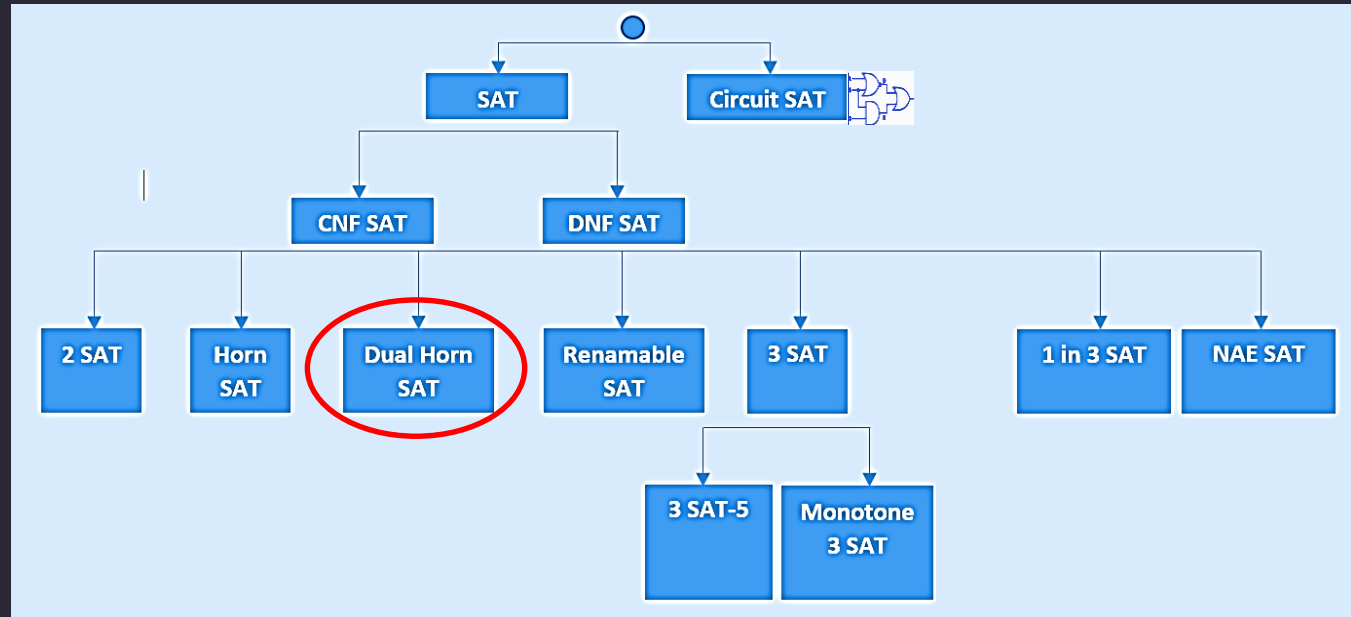 SAT
Circuit SAT
CNF SAT
DNF SAT
2 SAT
Horn
SAT
Dual Horn
SAT
Renamable
SAT
3 SAT
1 in 3 SAT
NAE SAT
3 SAT-5
Monotone
3 SAT